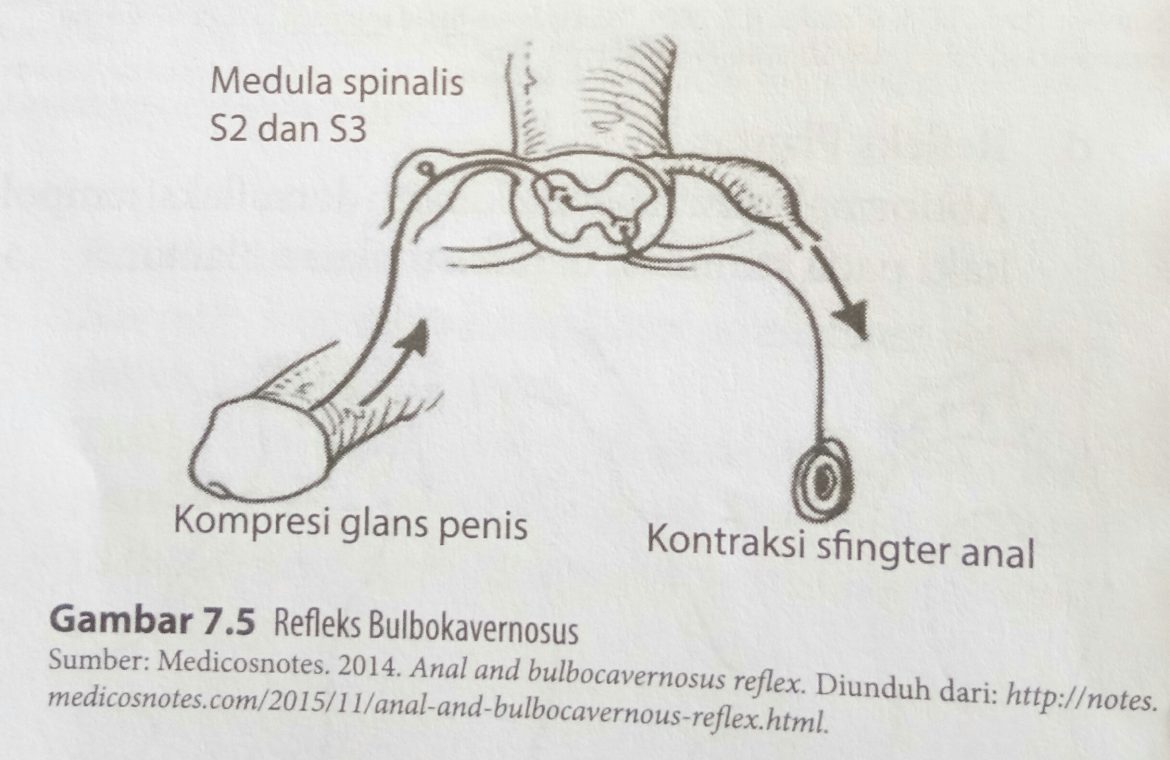 Medula spinalis
S2 dan S3
Kompresi glans penis
Kontraksi sfingter anal
Gambar 7.5 Refleks Bulbokavernosus
Sumber: Medicosnotes. 2014. Anal and bulbocavernosus reflex. Diunduh dari: http://notes.
medicosnotes.com/2015/11/anal-and-bulbocavernous-reflex.html.